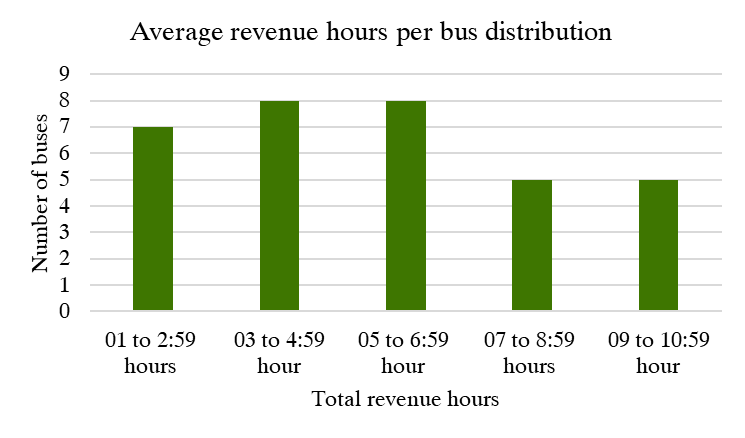 Average revenue hours per bus distribution
Number of buses
9
8
7
6
5
4
3
2
1
0
01 to 2:59
hours
03 to 4:59
hour
05 to 6:59
hour
07 to 8:59
hours
09 to 10:59
hour
Total revenue hours